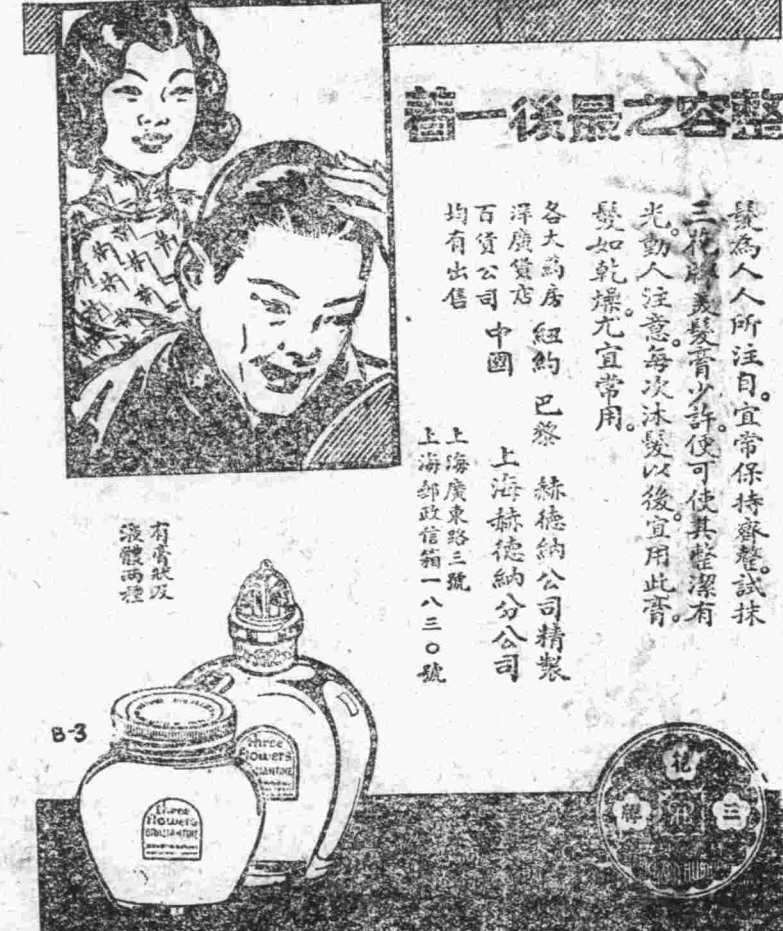 整容之最後一著
髮為人人所注目。宜常保持齊整。試抹
三花牌美髮膏少許。便可使其整潔有
光。動人注意。每次沐髮以後。宜用此膏。
髮如乾燥。尤宜常用。
各大葯房
洋廣貨店
百貨公司
均有出售
紐約 巴黎 赫德納公司精製
中國 上海赫德納分公司
上海廣東路三號
上海郵政信箱一八三〇號
有膏狀及
液體兩種
B-3
Three
Flowers
BRILLIANTINE
Three
Flowers
BRILLIANTINE
花
三
牌